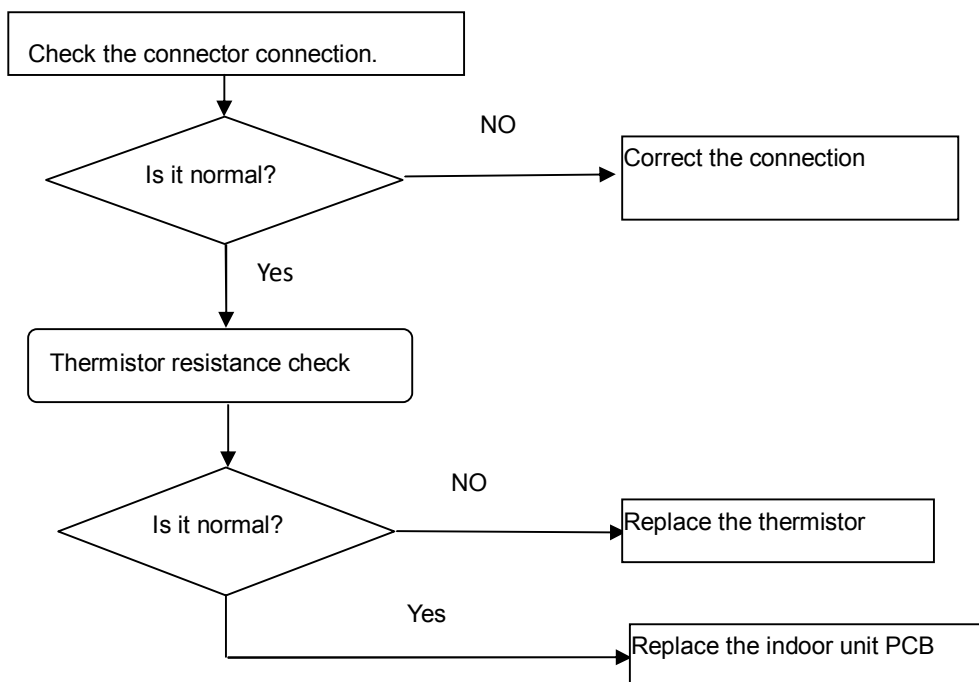 Check the connector connection.
NO
Is it normal?
Correct the connection
Yes
Thermistor resistance check
NO
Is it normal?
Replace the thermistor
Yes
Replace the indoor unit PCB